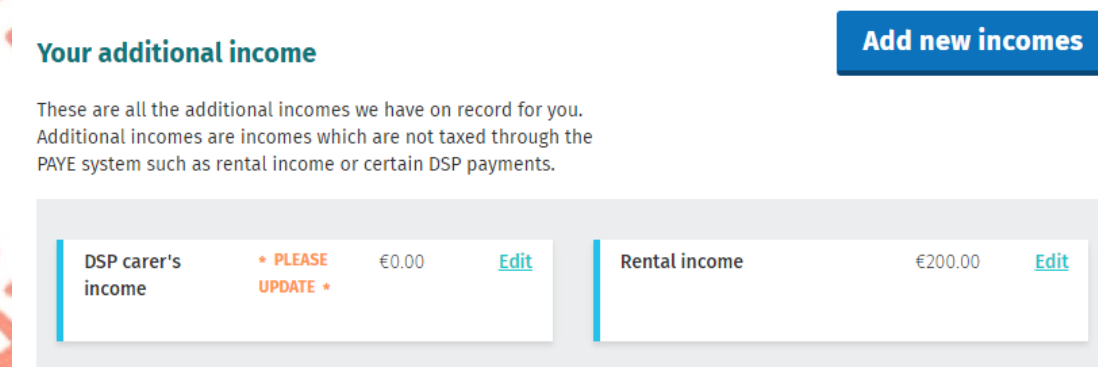 Your additional income
Add new incomes
These are all the additional incomes we have on record for you.
Additional incomes are incomes which are not taxed through the
PAYE system such as rental income or certain DSP payments.
DSP carer's income
* PLEASE UPDATE *
€0.00
Edit
Rental income
€200.00
Edit